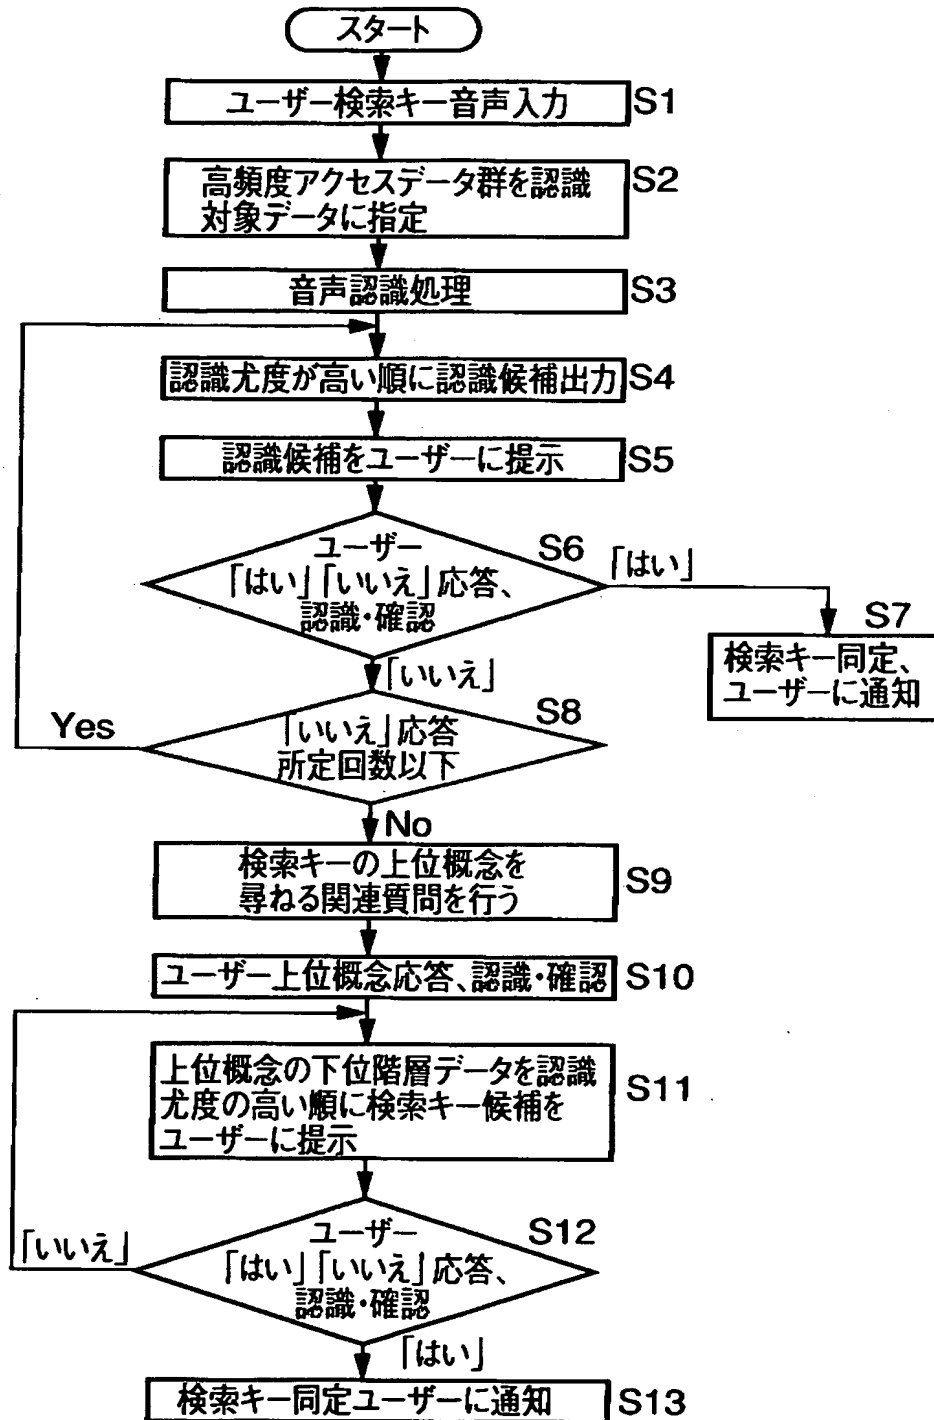 スタート
ユーザー検索キー音声入力 S1
高頻度アクセスデータ群を認識 S2
対象データに指定
音声認識処理 S3
認識尤度が高い順に認識候補出力 S4
認識候補をユーザーに提示 S5
ユーザー S6
「はい」「いいえ」応答、 「はい」
認識・確認
S7
検索キー同定、
ユーザーに通知
「いいえ」
Yes 「いいえ」応答 S8
所定回数以下
No
検索キーの上位概念を S9
尋ねる関連質問を行う
ユーザー上位概念応答、認識・確認 S10
上位概念の下位階層データを認識 S11
尤度の高い順に検索キー候補を
ユーザーに提示
ユーザー S12
「いいえ」 「はい」「いいえ」応答、
認識・確認
「はい」
検索キー同定ユーザーに通知 S13